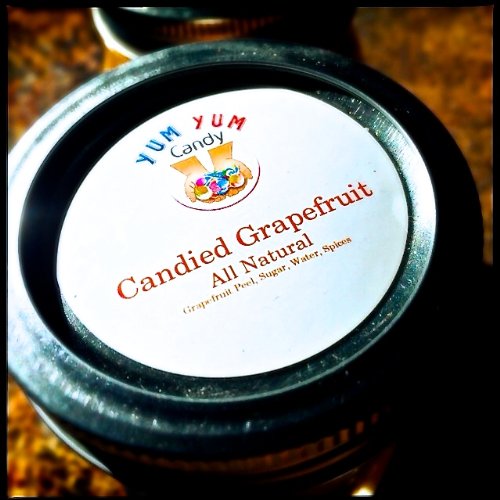 YUM YUM
Candy
Candied Grapefruit
All Natural
Grapefruit Peel, Sugar, Water, Spices